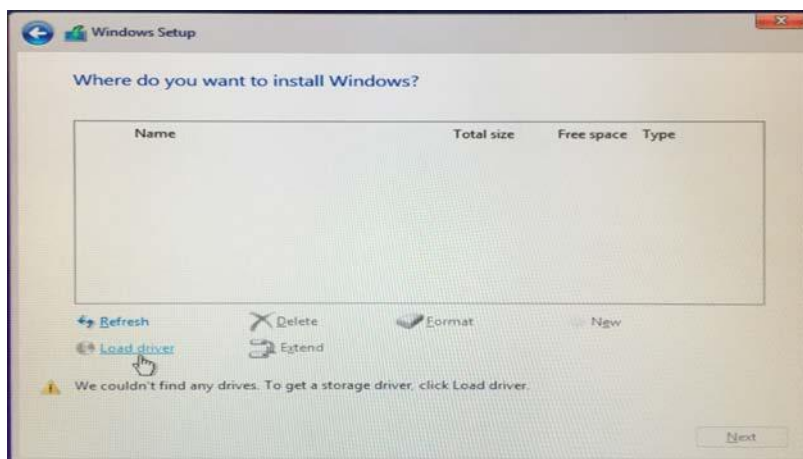 Windows Setup
Where do you want to install Windows?
Name Total size Free space Type
Refresh Delete Format New
Load driver Extend
We couldn't find any drives. To get a storage driver, click Load driver.
Next